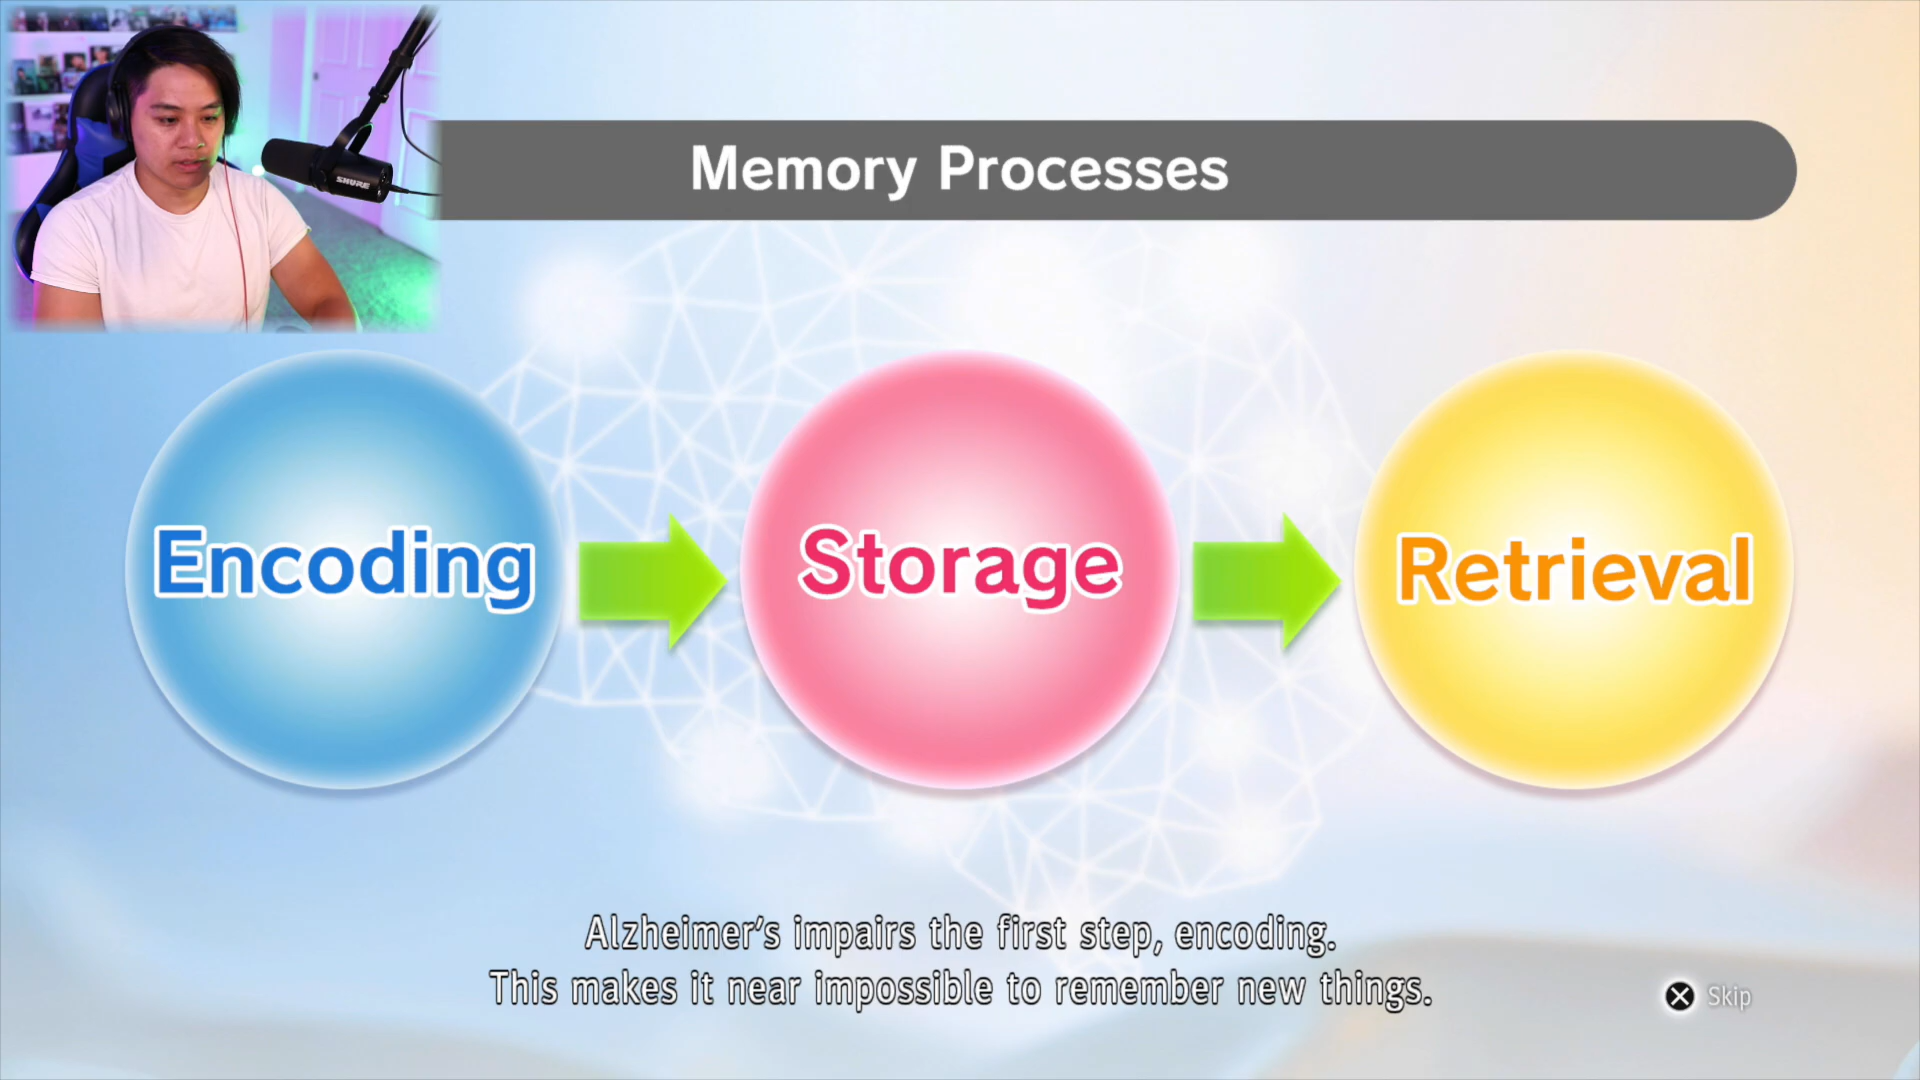 SHURE
Memory Processes
Encoding
Storage
Retrieval
Alzheimer's impairs the first step, encoding.
This makes it near impossible to remember new things.
Skip